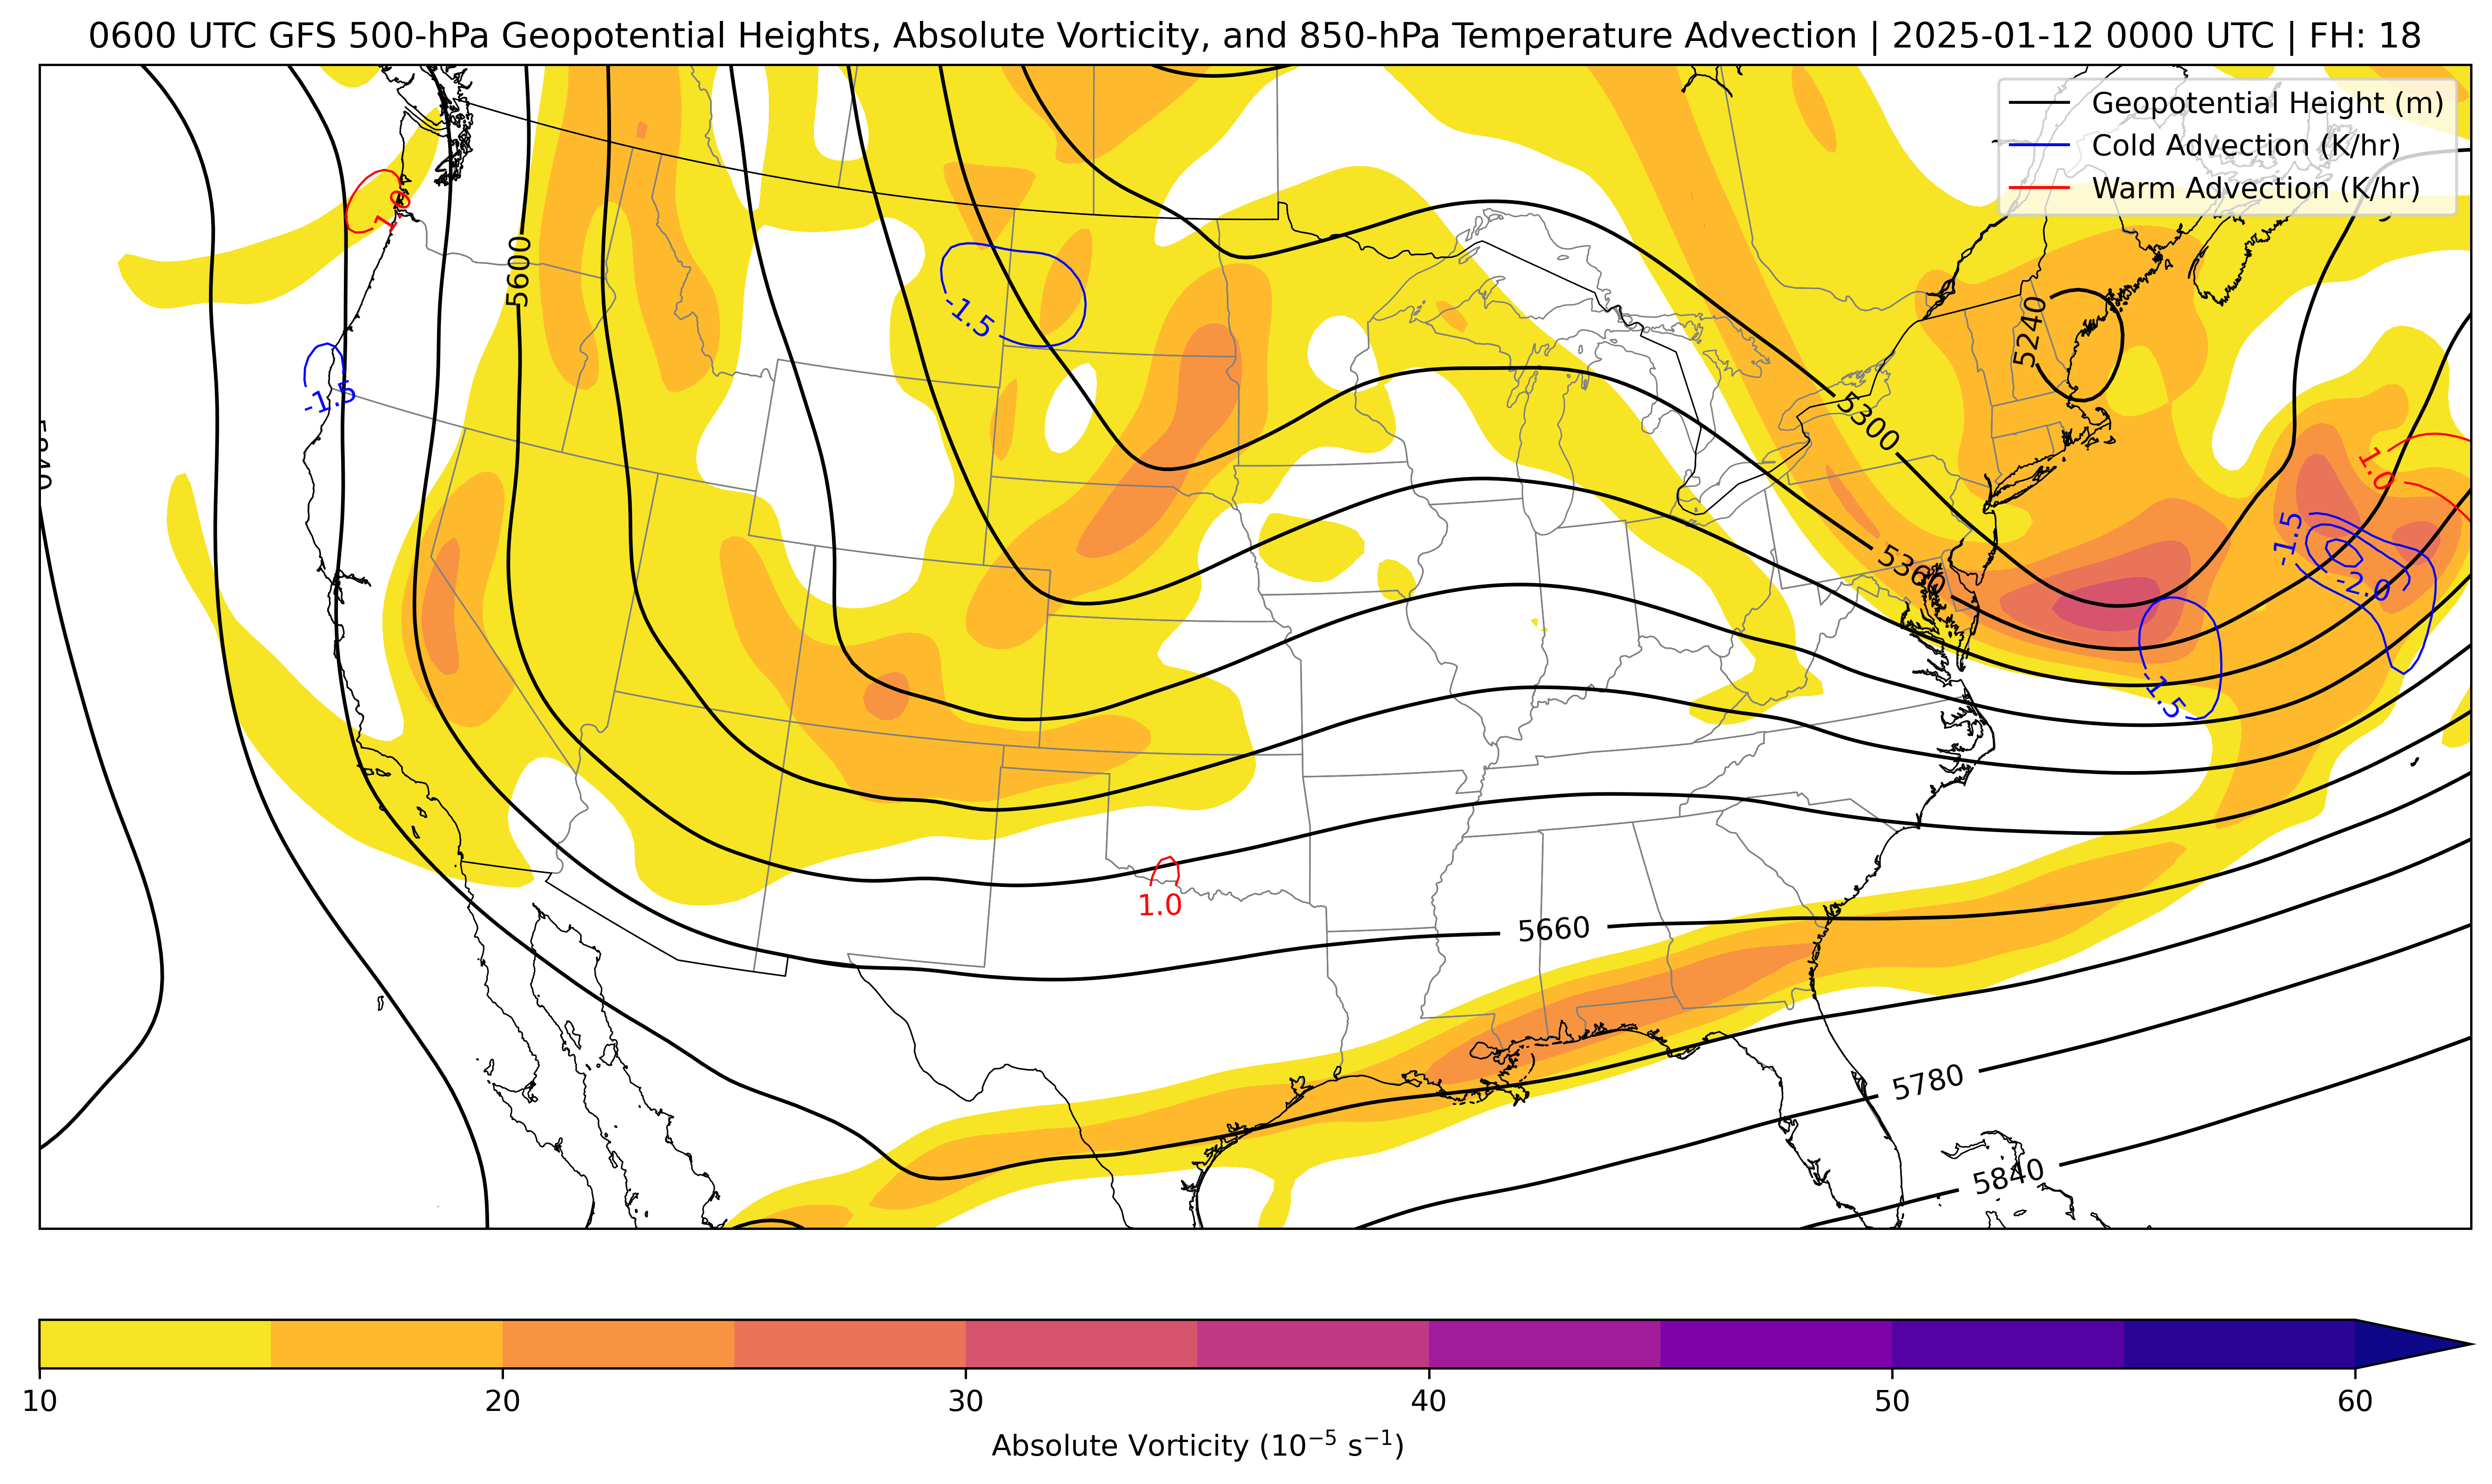 0600 UTC GFS 500-hPa Geopotential Heights, Absolute Vorticity, and 850-hPa Temperature Advection | 2025-01-12 0000 UTC | FH: 18
Geopotential Height (m)
Cold Advection (K/hr)
Warm Advection (K/hr)
1.0
5600
-1.5
5240
-1.5
5300
1.0
-1.5
5360
-2.0
-1.5
1.0
5660
5780
5840
10 20 30 40 50 60
Absolute Vorticity (10⁻⁵ s⁻¹)